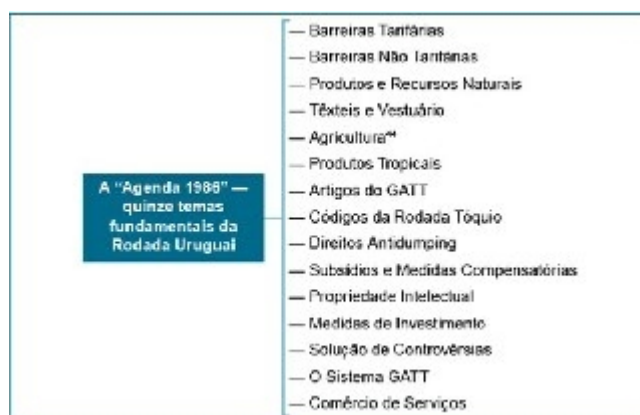 A "Agenda 1986" —
quinze temas
fundamentais da
Rodada Uruguai
— Barreiras Tarifárias
— Barreiras Não Tarifárias
— Produtos e Recursos Naturais
— Têxteis e Vestuário
— Agricultura
— Produtos Tropicais
— Artigos do GATT
— Códigos da Rodada Tóquio
— Direitos Antidumping
— Subsídios e Medidas Compensatórias
— Propriedade Intelectual
— Medidas de Investimento
— Solução de Controvérsias
— O Sistema GATT
— Comércio de Serviços